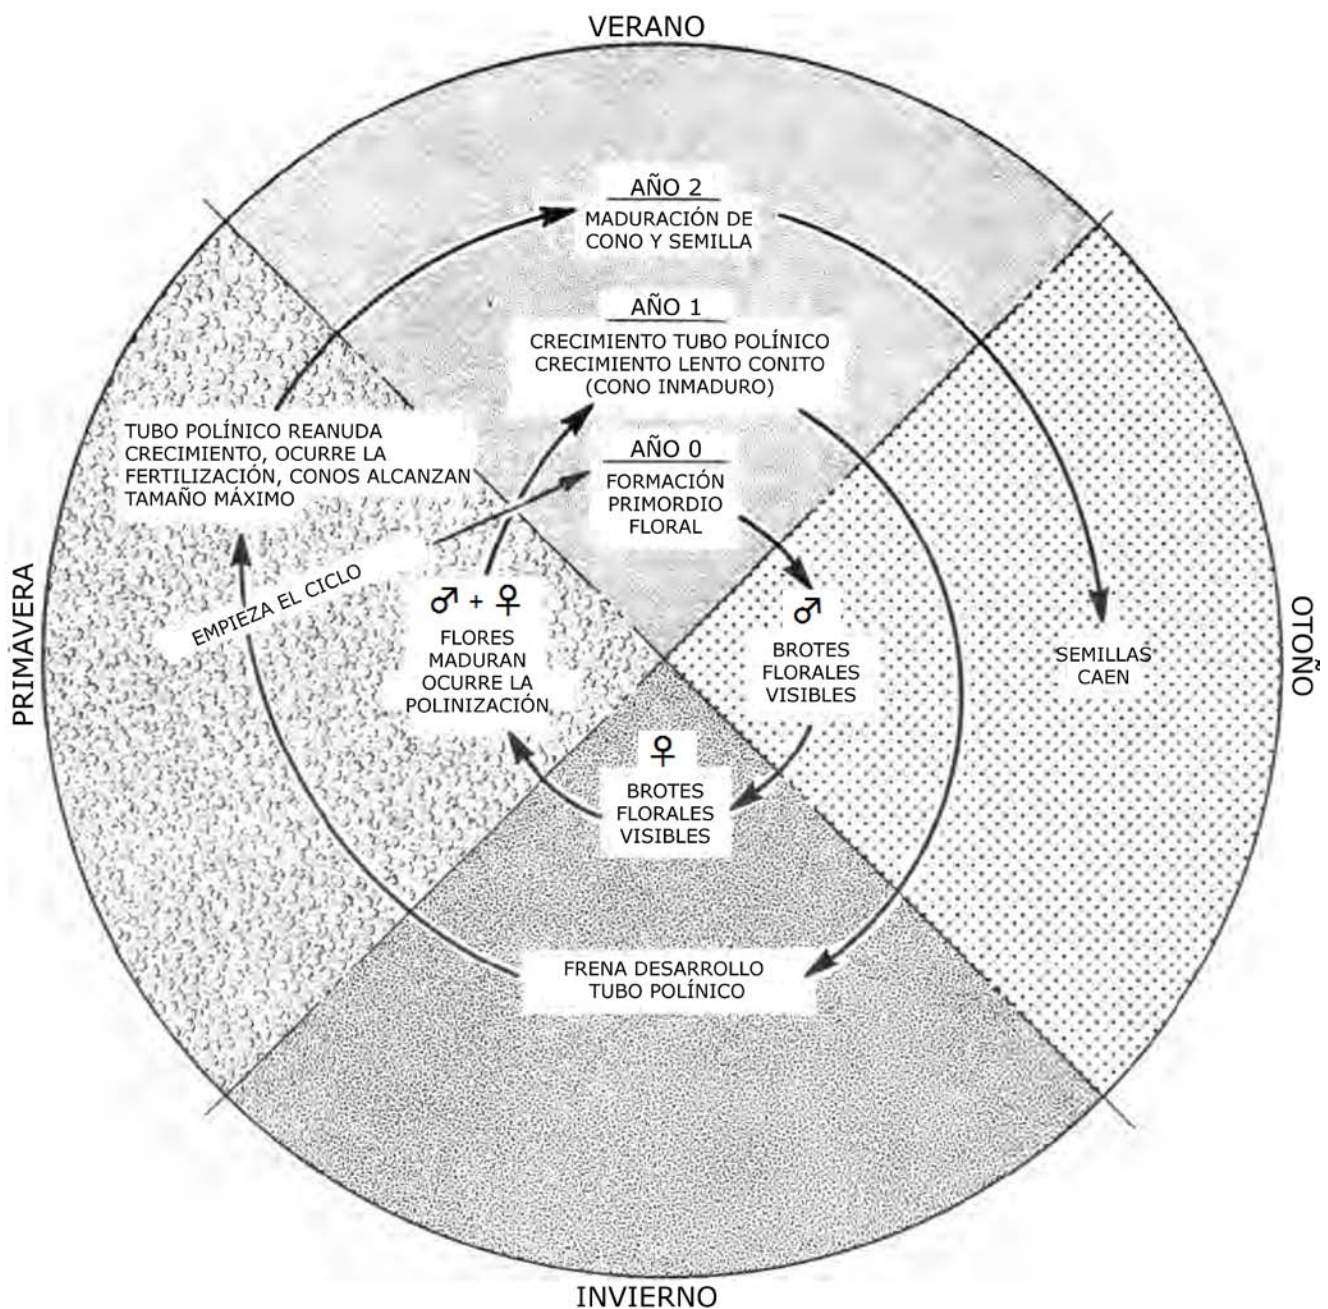 VERANO
AÑO 2
MADURACIÓN DE
CONO Y SEMILLA
AÑO 1
CRECIMIENTO TUBO POLÍNICO
CRECIMIENTO LENTO CONITO
(CONO INMADURO)
TUBO POLÍNICO REANUDA
CRECIMIENTO, OCURRE LA
FERTILIZACIÓN, CONOS ALCANZAN
TAMAÑO MÁXIMO
AÑO 0
FORMACIÓN
PRIMORDIO
FLORAL
EMPIEZA EL CICLO
PRIMAVERA
♂ + ♀
FLORES
MADURAN
OCURRE LA
POLINIZACIÓN
♂
BROTES
FLORALES
VISIBLES
SEMILLAS
CAEN
OTOÑO
♀
BROTES
FLORALES
VISIBLES
FRENA DESARROLLO
TUBO POLÍNICO
INVIERNO